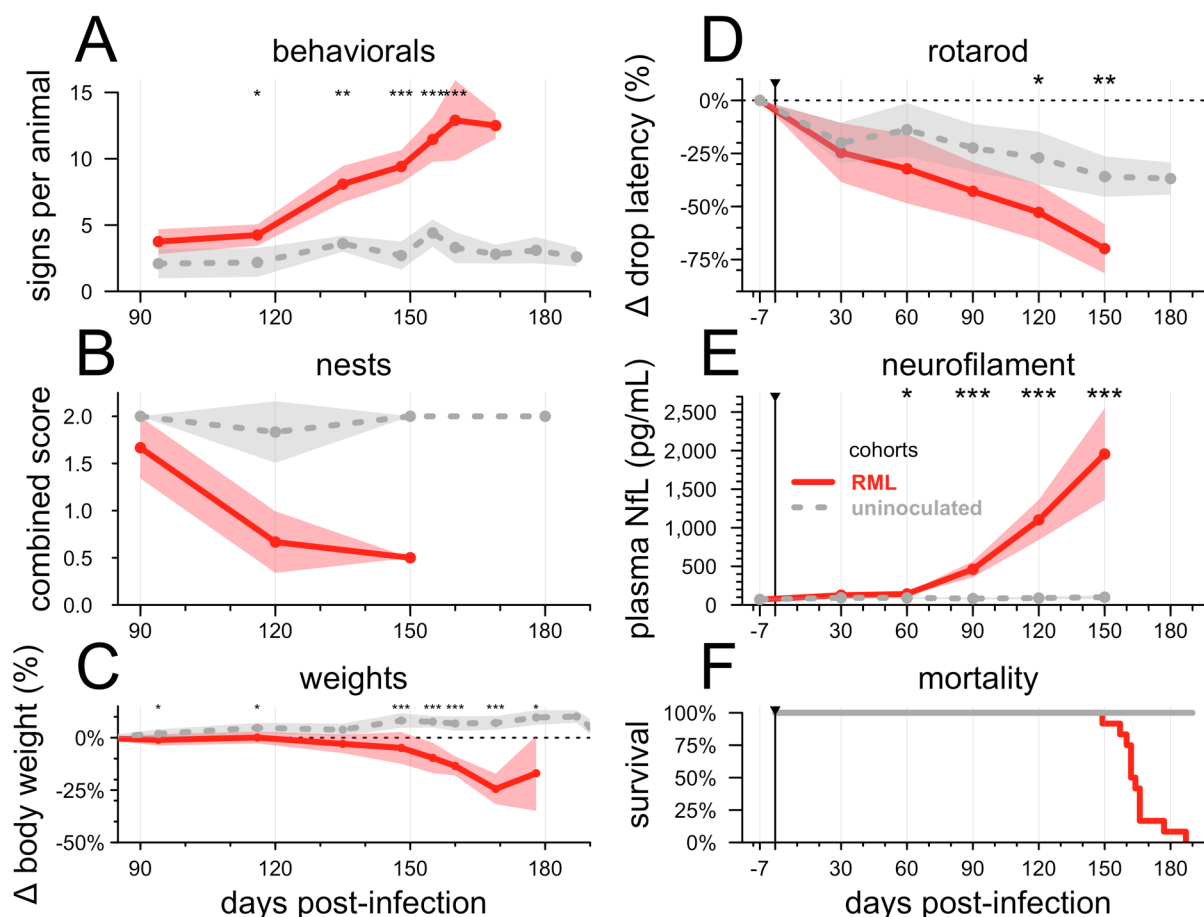 A
behaviorals
signs per animal
15
10
5
0
* ** *** *** ***
90 120 150 180
B
nests
combined score
2.0
1.5
1.0
0.5
0.0
90 120 150 180
C
weights
Δ body weight (%)
0%
-25%
-50%
* * *** *** *** *** *
90 120 150 180
days post-infection
D
rotarod
Δ drop latency (%)
0%
-25%
-50%
-75%
* **
-7 30 60 90 120 150 180
E
neurofilament
plasma NfL (pg/mL)
2,500
2,000
1,500
1,000
500
0
* *** *** ***
cohorts
RML
uninoculated
-7 30 60 90 120 150 180
F
mortality
survival
100%
75%
50%
25%
0%
-7 30 60 90 120 150 180
days post-infection